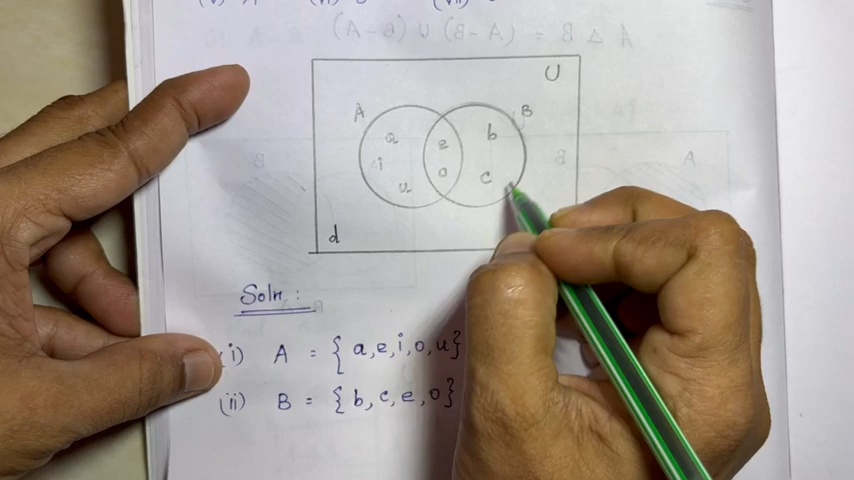 U
A B
a e b
i o c
u
d
Soln :
(i) A = {a,e,i,o,u}
(ii) B = {b,c,e,o}